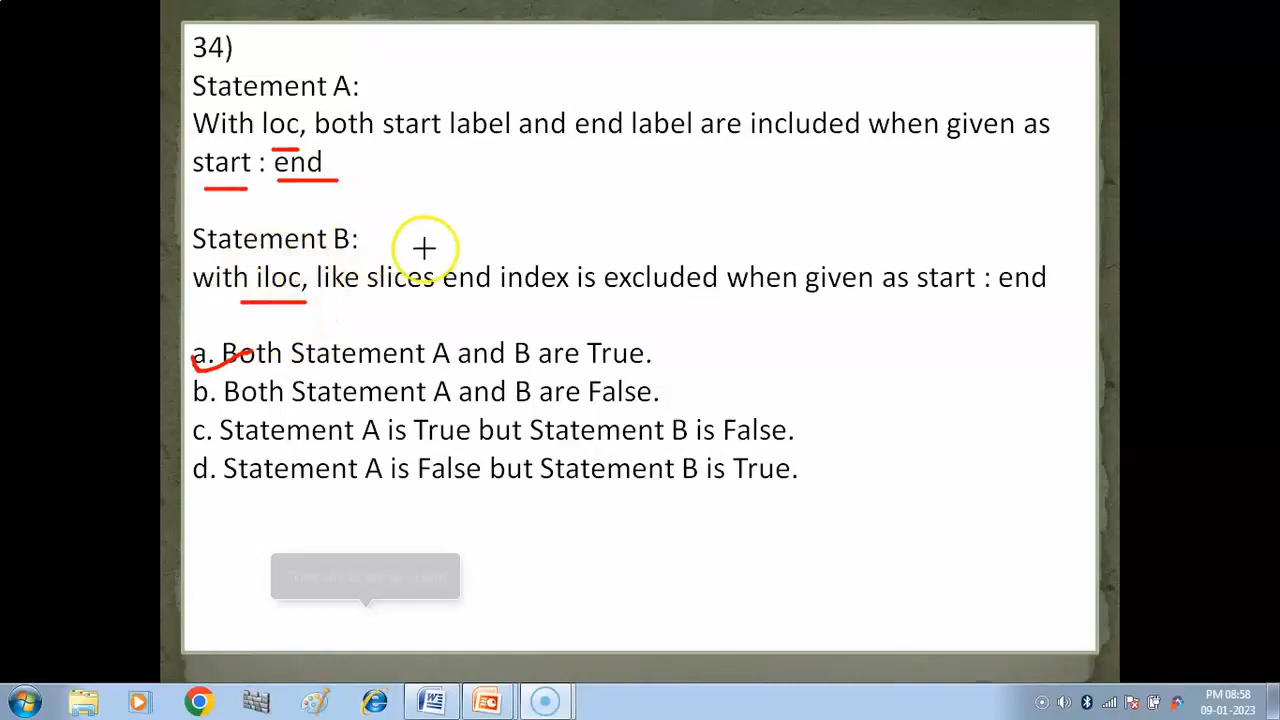 34)
Statement A:
With loc, both start label and end label are included when given as
start : end
Statement B:
with iloc, like slices end index is excluded when given as start : end
a. Both Statement A and B are True.
b. Both Statement A and B are False.
c. Statement A is True but Statement B is False.
d. Statement A is False but Statement B is True.
PM 08:58
09-01-2023